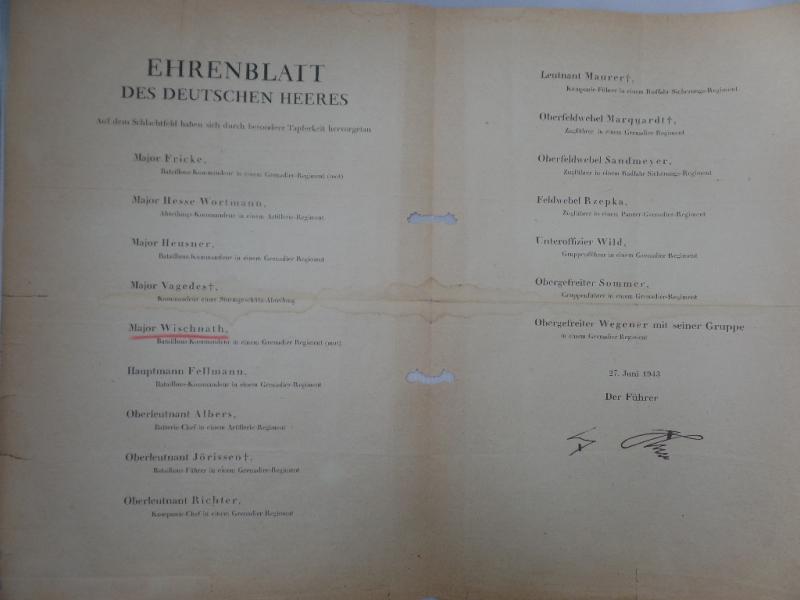 EHRENBLATT
DES DEUTSCHEN HEERES
Auf dem Schlachtfeld haben sich durch besondere Tapferkeit hervorgetan
Major Fricke,
Bataillons-Kommandeur in einem Grenadier-Regiment (mot)
Major Hesse Wortmann,
Abteilungs-Kommandeur in einem Artillerie-Regiment
Major Heusner,
Bataillons-Kommandeur in einem Grenadier-Regiment
Major Vagedes†,
Kommandeur einer Sturmgeschütz-Abteilung
Major Wischnath,
Bataillons-Kommandeur in einem Grenadier-Regiment (mot)
Hauptmann Fellmann,
Bataillons-Kommandeur in einem Grenadier-Regiment
Oberleutnant Albers,
Batterie-Chef in einem Artillerie-Regiment
Oberleutnant Jörissen†,
Bataillons-Führer in einem Grenadier-Regiment
Oberleutnant Richter,
Kompanie-Chef in einem Grenadier-Regiment
Leutnant Maurer†,
Kompanie-Führer in einem Radfahr-Sicherungs-Regiment
Oberfeldwebel Marquardt†,
Zugführer in einem Grenadier-Regiment
Oberfeldwebel Sandmeyer,
Zugführer in einem Radfahr-Sicherungs-Regiment
Feldwebel Rzepka,
Zugführer in einem Panzer-Grenadier-Regiment
Unteroffizier Wild,
Gruppenführer in einem Grenadier-Regiment
Obergefreiter Sommer,
Gruppenführer in einem Grenadier-Regiment
Obergefreiter Wegener mit seiner Gruppe
in einem Grenadier-Regiment
27. Juni 1943
Der Führer